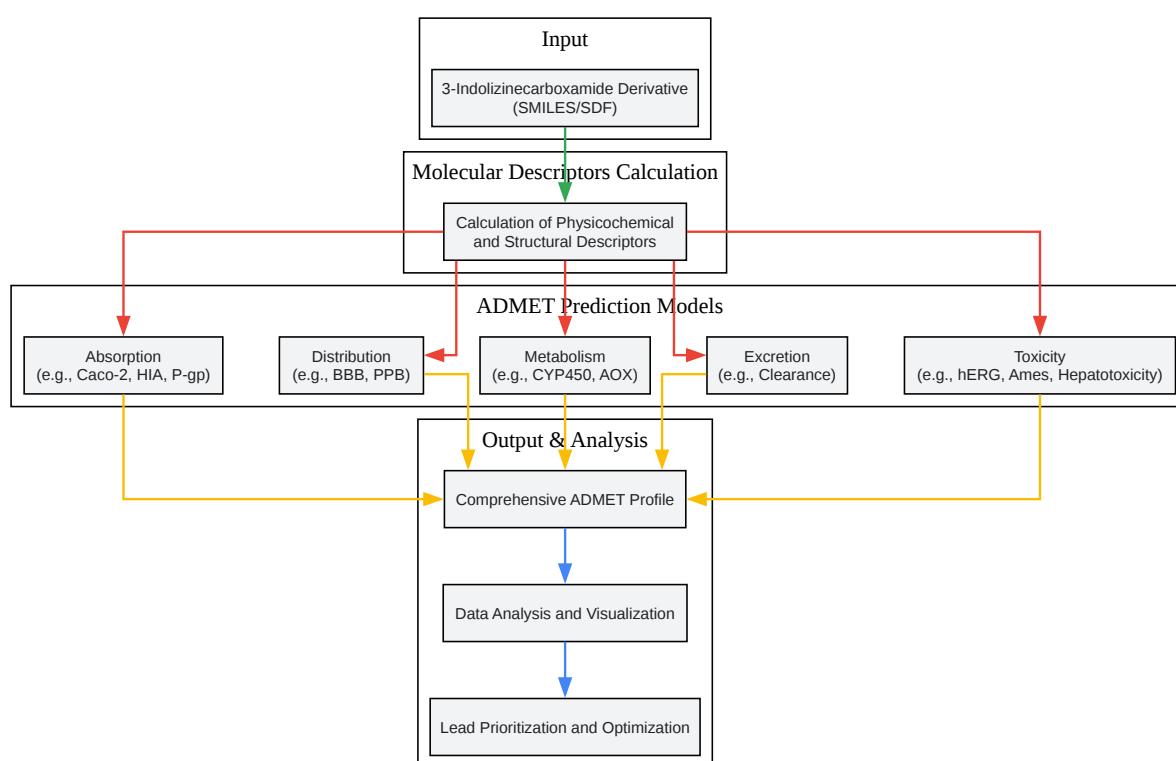 Input
3-Indolizinecarboxamide Derivative
(SMILES/SDF)
Molecular Descriptors Calculation
Calculation of Physicochemical
and Structural Descriptors
ADMET Prediction Models
Absorption
(e.g., Caco-2, HIA, P-gp)
Distribution
(e.g., BBB, PPB)
Metabolism
(e.g., CYP450, AOX)
Excretion
(e.g., Clearance)
Toxicity
(e.g., hERG, Ames, Hepatotoxicity)
Output & Analysis
Comprehensive ADMET Profile
Data Analysis and Visualization
Lead Prioritization and Optimization